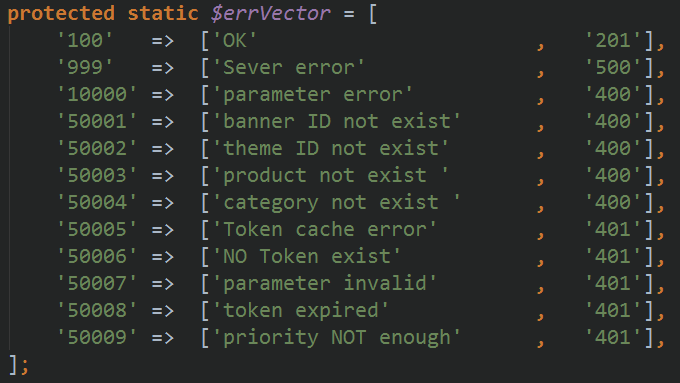 protected static $errVector = [
'100' => ['OK' , '201'],
'999' => ['Sever error' , '500'],
'10000' => ['parameter error' , '400'],
'50001' => ['banner ID not exist' , '400'],
'50002' => ['theme ID not exist' , '400'],
'50003' => ['product not exist ' , '400'],
'50004' => ['category not exist ' , '400'],
'50005' => ['Token cache error' , '401'],
'50006' => ['NO Token exist' , '401'],
'50007' => ['parameter invalid' , '401'],
'50008' => ['token expired' , '401'],
'50009' => ['priority NOT enough' , '401'],
];